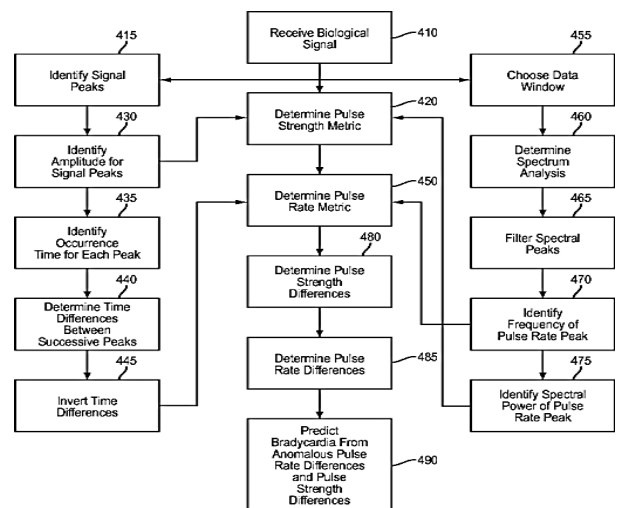 415
Identify Signal
Peaks
430
Identify
Amplitude for
Signal Peaks
435
Identify
Occurrence
Time for Each Peak
440
Determine Time
Differences
Between
Successive Peaks
445
Invert Time
Differences
Receive Biological
Signal
410
Determine Pulse
Strength Metric
420
Determine Pulse
Rate Metric
450
480
Determine Pulse
Strength
Differences
Determine Pulse
Rate Differences
485
Predict
Bradycardia From
Anomalous Pulse
Rate Differences
and Pulse
Strength
Differences
490
455
Choose Data
Window
460
Determine
Spectrum
Analysis
465
Filter Spectral
Peaks
470
Identify
Frequency of
Pulse Rate Peak
475
Identify Spectral
Power of Pulse
Rate Peak